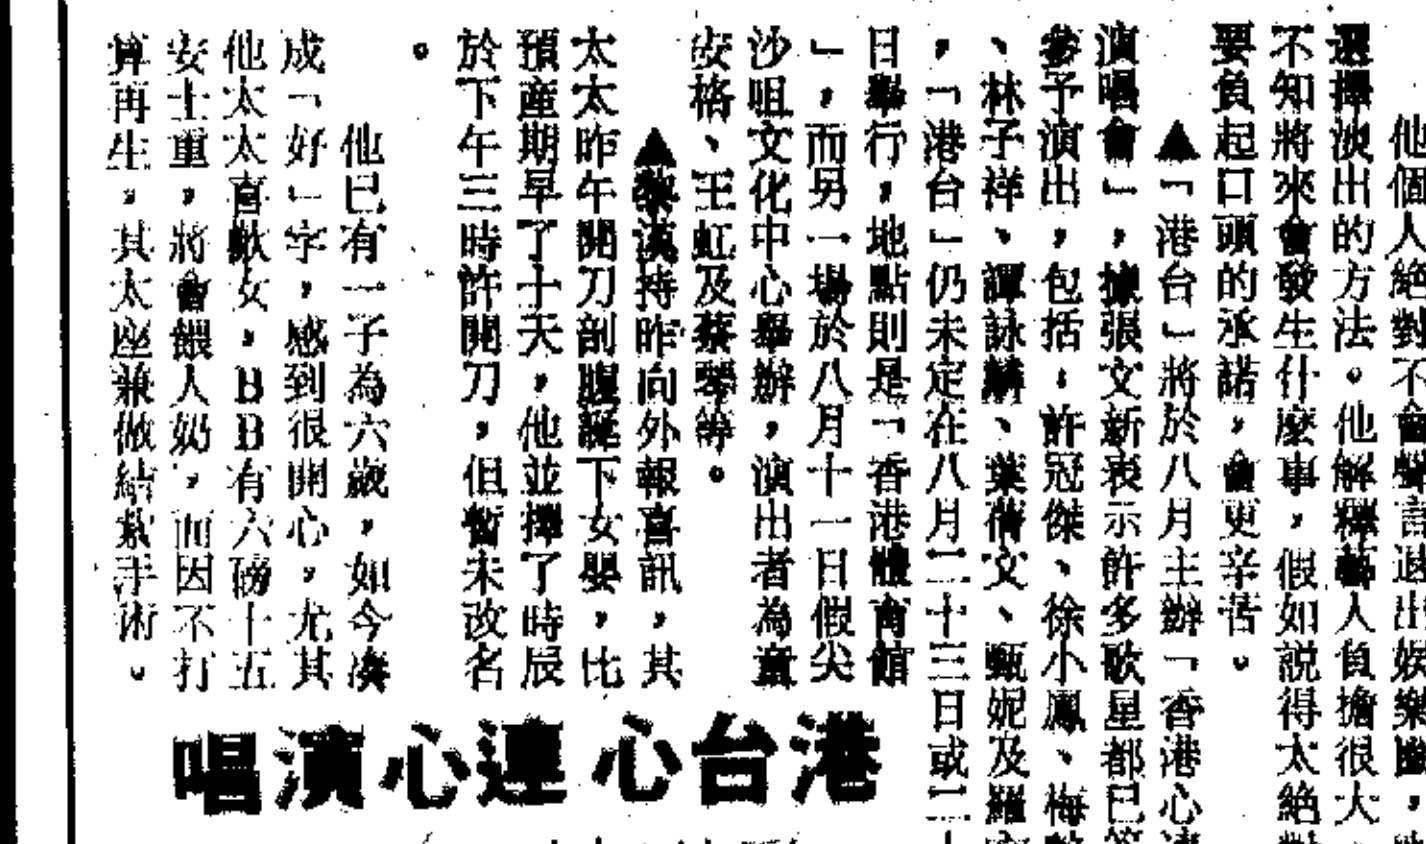 他個人絕對不會聲言退出娛樂圈，
選擇淡出的方法。他解釋藝人負擔很大，
不知將來會發生什麼事，假如說得太絕對
要負起口頭的承諾，會更辛苦。
▲「港台」將於八月主辦「香港心連
演唱會」，據張文新表示許多歌星都已答
參予演出，包括：許冠傑、徐小鳳、梅
、林子祥、譚詠麟、葉蒨文、甄妮及羅
，「港台」仍未定在八月二十三日或二十
日舉行，地點則是「香港體育館
」，而另一場於八月十一日假尖
沙咀文化中心舉辦，演出者為童
安格、王虹及蔡琴等。
▲黎漢持昨向外報喜訊，其
太太昨午開刀剖腹誕下女嬰，比
預產期早了十天，他並擇了時辰
於下午三時許開刀，但暫未改名
。
他已有一子為六歲，如今湊
成「好」字，感到很開心，尤其
他太太喜歡女，BB有六磅十五
安士重，將會餵人奶，而因不打
算再生，其太座兼做結紮手術。
港台心連心演唱